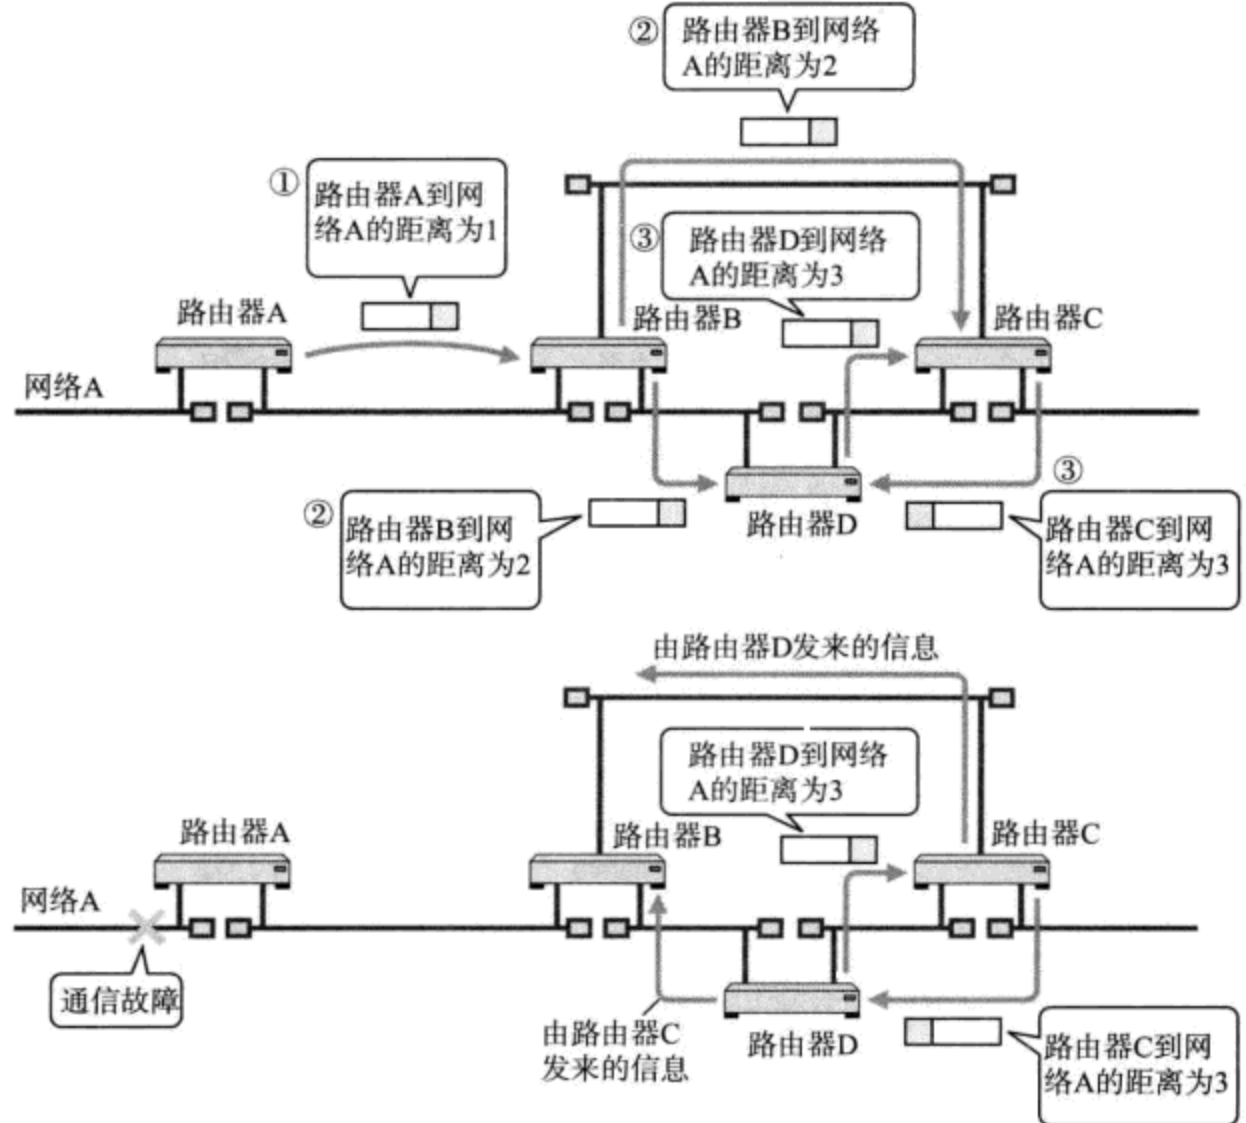 ②
路由器B到网络
A的距离为2
①
路由器A到网
络A的距离为1
③
路由器D到网络
A的距离为3
路由器A
路由器B
路由器C
网络A
③
②
路由器B到网
络A的距离为2
路由器D
路由器C到网
络A的距离为3
由路由器D发来的信息
路由器D到网络
A的距离为3
路由器A
路由器B
路由器C
网络A
通信故障
由路由器C
发来的信息
路由器D
路由器C到网
络A的距离为3